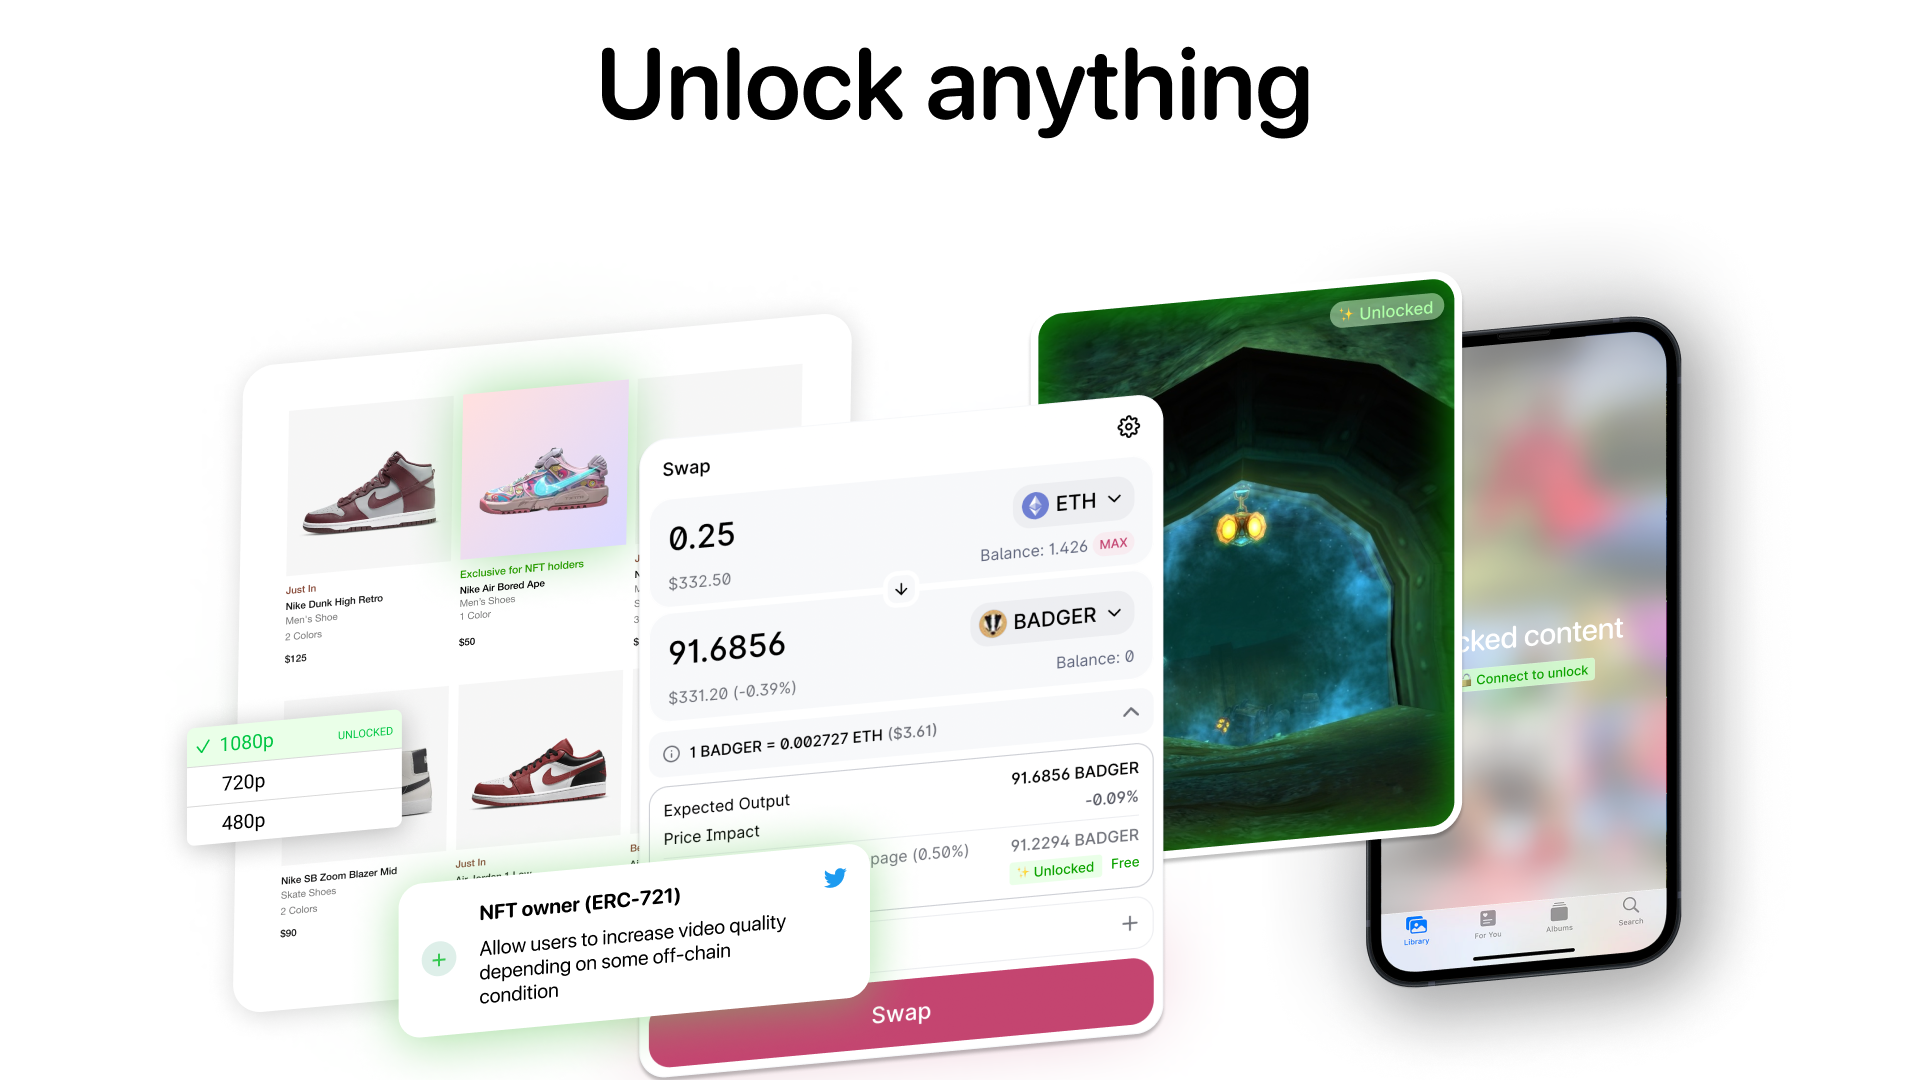 Unlock anything
Just In
Nike Dunk High Retro
Men's Shoe
2 Colors
$125
Exclusive for NFT holders
Nike Air Bored Ape
Men's Shoes
1 Color
$50
1080p UNLOCKED
720p
480p
Nike SB Zoom Blazer Mid
Skate Shoes
2 Colors
$90
Just In
Air Jordan 1 Low
NFT owner (ERC-721)
Allow users to increase video quality
depending on some off-chain
condition
Swap
0.25 ETH
$332.50 Balance: 1.426 MAX
91.6856 BADGER
$331.20 (-0.39%) Balance: 0
1 BADGER = 0.002727 ETH ($3.61)
Expected Output 91.6856 BADGER
Price Impact -0.09%
page (0.50%) 91.2294 BADGER
Unlocked Free
Swap
Unlocked
cked content
Connect to unlock
Library For You Albums Search